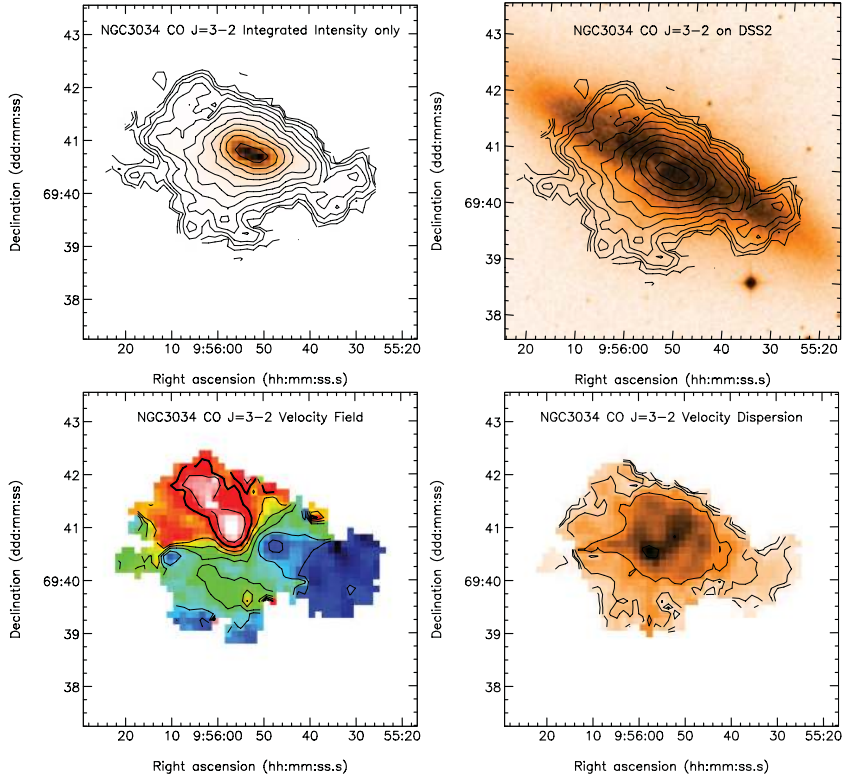 NGC3034 CO J=3-2 Integrated Intensity only
43
42
41
69:40
39
38
Declination (ddd:mm:ss)
20 10 9:56:00 50 40 30 55:20
Right ascension (hh:mm:ss.s)
NGC3034 CO J=3-2 on DSS2
43
42
41
69:40
39
38
Declination (ddd:mm:ss)
20 10 9:56:00 50 40 30 55:20
Right ascension (hh:mm:ss.s)
NGC3034 CO J=3-2 Velocity Field
43
42
41
69:40
39
38
Declination (ddd:mm:ss)
20 10 9:56:00 50 40 30 55:20
Right ascension (hh:mm:ss.s)
NGC3034 CO J=3-2 Velocity Dispersion
43
42
41
69:40
39
38
Declination (ddd:mm:ss)
20 10 9:56:00 50 40 30 55:20
Right ascension (hh:mm:ss.s)